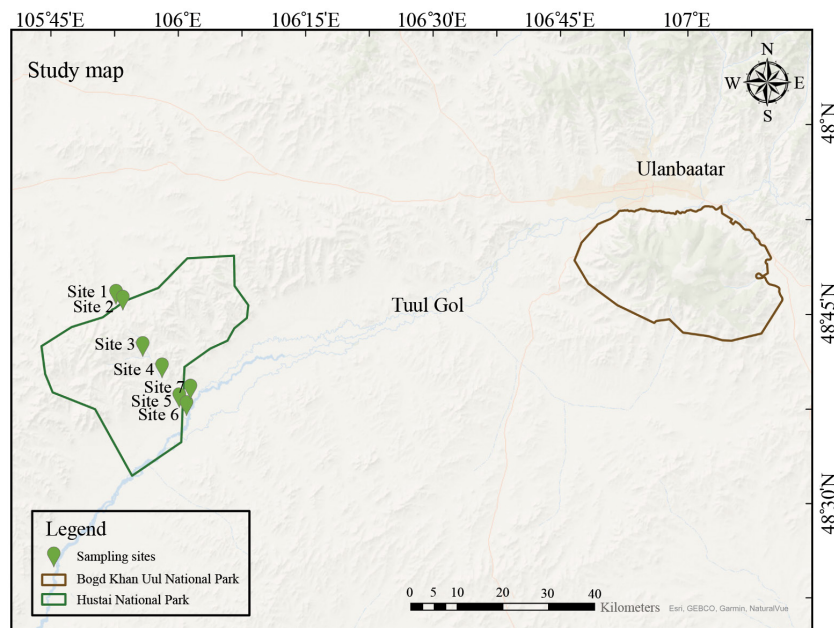 105°45'E 106°E 106°15'E 106°30'E 106°45'E 107°E
Study map
N
W E
S
48°N
Ulanbaatar
Site 1
Site 2
Tuul Gol
48°45'N
Site 3
Site 4
Site 7
Site 5
Site 6
48°30'N
Legend
Sampling sites
Bogd Khan Uul National Park
Hustai National Park
0 5 10 20 30 40
Kilometers
Esri, GEBCO, Garmin, NaturalVue